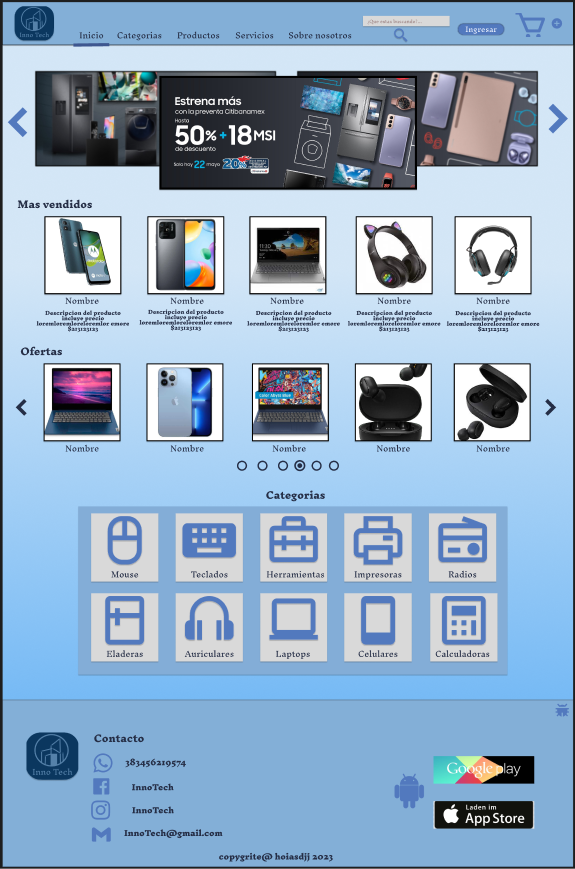 Inno Tech
Inicio
Categorias
Productos
Servicios
Sobre nosotros
¿Que estas buscando?...
Ingresar
Estrena más
con la preventa Citibanamex
Hasta
50% + 18 MSI
de descuento
Solo hoy 22 mayo
20%
Mas vendidos
Nombre
Nombre
Nombre
Nombre
Nombre
Descripcion del producto
incluye precio
loremloremloreloremlor emore
$213123123
Descripcion del producto
incluye precio
loremloremloreloremlor emore
$213123123
Descripcion del producto
incluye precio
loremloremloreloremlor emore
$213123123
Descripcion del producto
incluye precio
loremloremloreloremlor emore
$213123123
Descripcion del producto
incluye precio
loremloremloreloremlor emore
$213123123
Ofertas
Color Abyss Blue
Nombre
Nombre
Nombre
Nombre
Nombre
Categorias
Mouse
Teclados
Herramientas
Impresoras
Radios
Eladeras
Auriculares
Laptops
Celulares
Calculadoras
Inno Tech
Contacto
383456219574
InnoTech
InnoTech
InnoTech@gmail.com
Google play
Laden im
App Store
copygrite@ hoiasdjj 2023